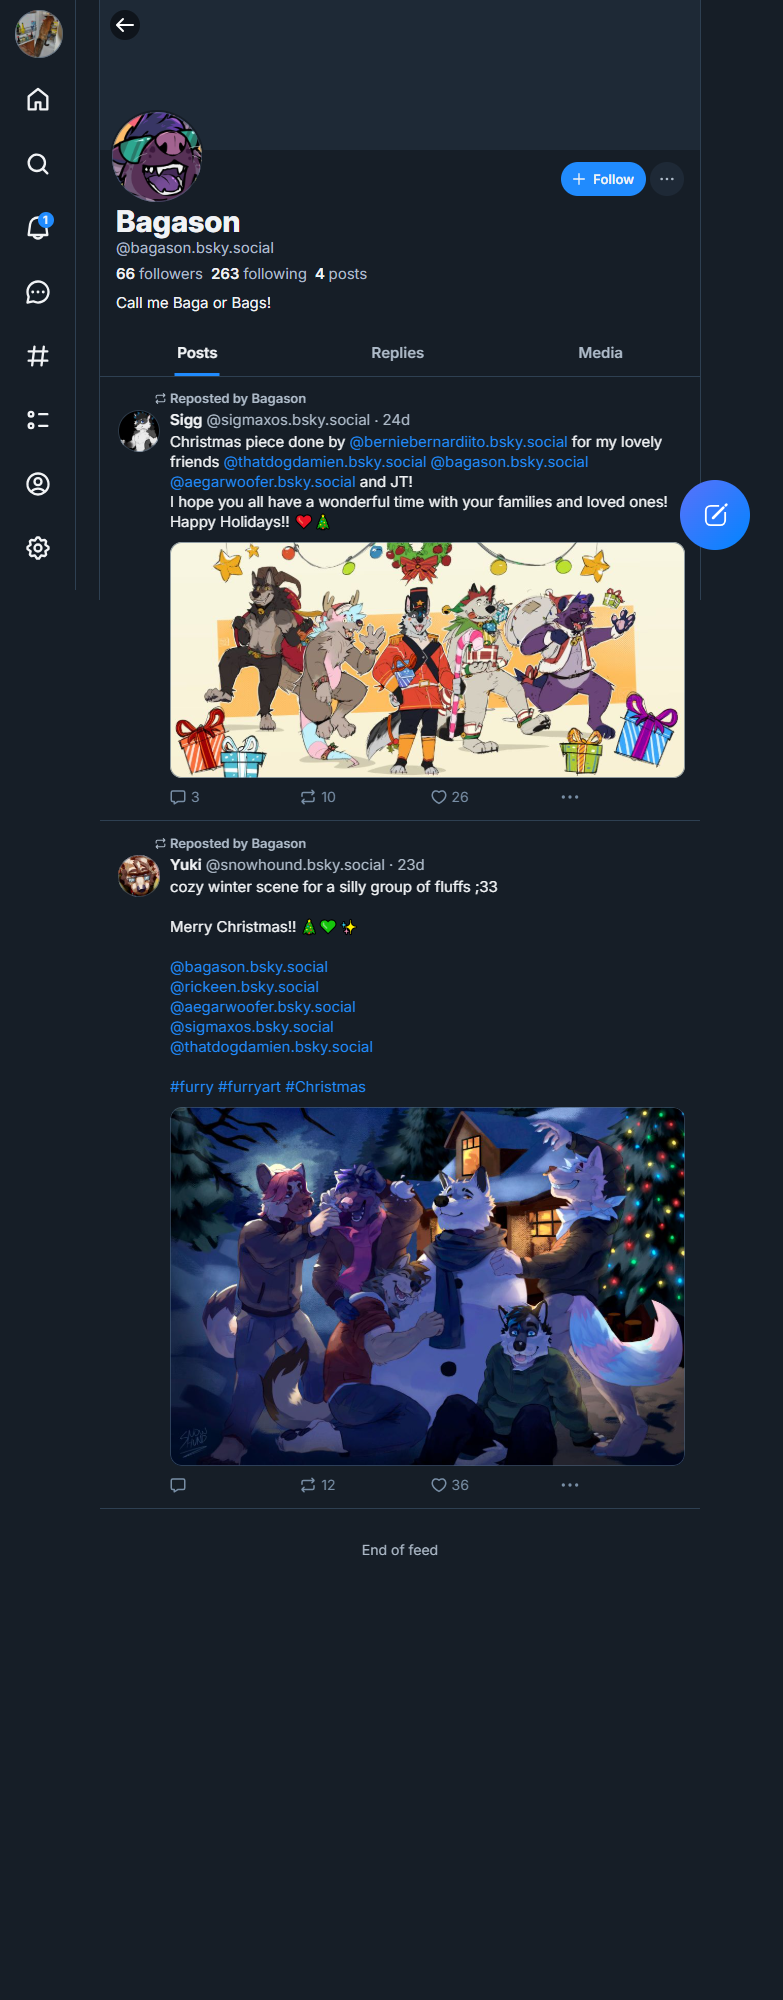 1
Follow
Bagason
@bagason.bsky.social
66 followers 263 following 4 posts
Call me Baga or Bags!
Posts Replies Media
Reposted by Bagason
Sigg @sigmaxos.bsky.social · 24d
Christmas piece done by @berniebernardiito.bsky.social for my lovely
friends @thatdogdamien.bsky.social @bagason.bsky.social
@aegarwoofer.bsky.social and JT!
I hope you all have a wonderful time with your families and loved ones!
Happy Holidays!! ❤️🎄
3 10 26
Reposted by Bagason
Yuki @snowhound.bsky.social · 23d
cozy winter scene for a silly group of fluffs ;33
Merry Christmas!! 🎄💚✨
@bagason.bsky.social
@rickeen.bsky.social
@aegarwoofer.bsky.social
@sigmaxos.bsky.social
@thatdogdamien.bsky.social
#furry #furryart #Christmas
SNOW
HUND
12 36
End of feed